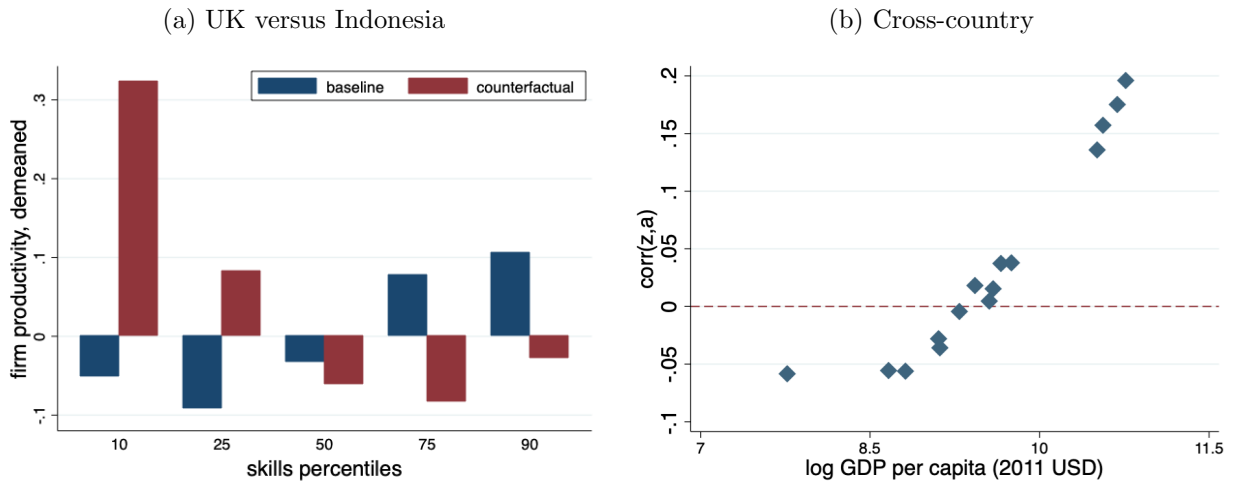 (a) UK versus Indonesia
firm productivity, demeaned
.3
.2
.1
0
-.1
baseline
counterfactual
10 25 50 75 90
skills percentiles
(b) Cross-country
corr(z,a)
.2
.15
.1
.05
0
-.05
-.1
7 8.5 10 11.5
log GDP per capita (2011 USD)